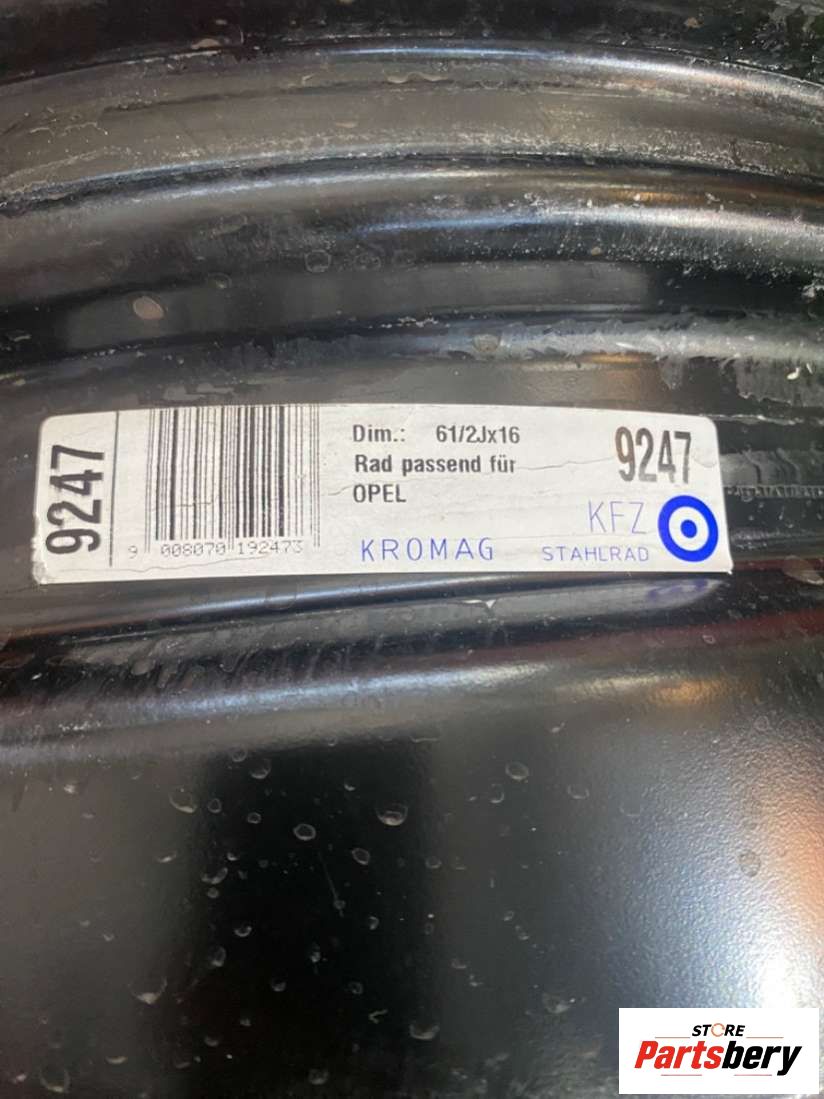 9247
9 008070 192473
Dim.: 61/2Jx16
Rad passend für
OPEL
KROMAG
9247
KFZ
STAHLRAD
STORE
Partsbery